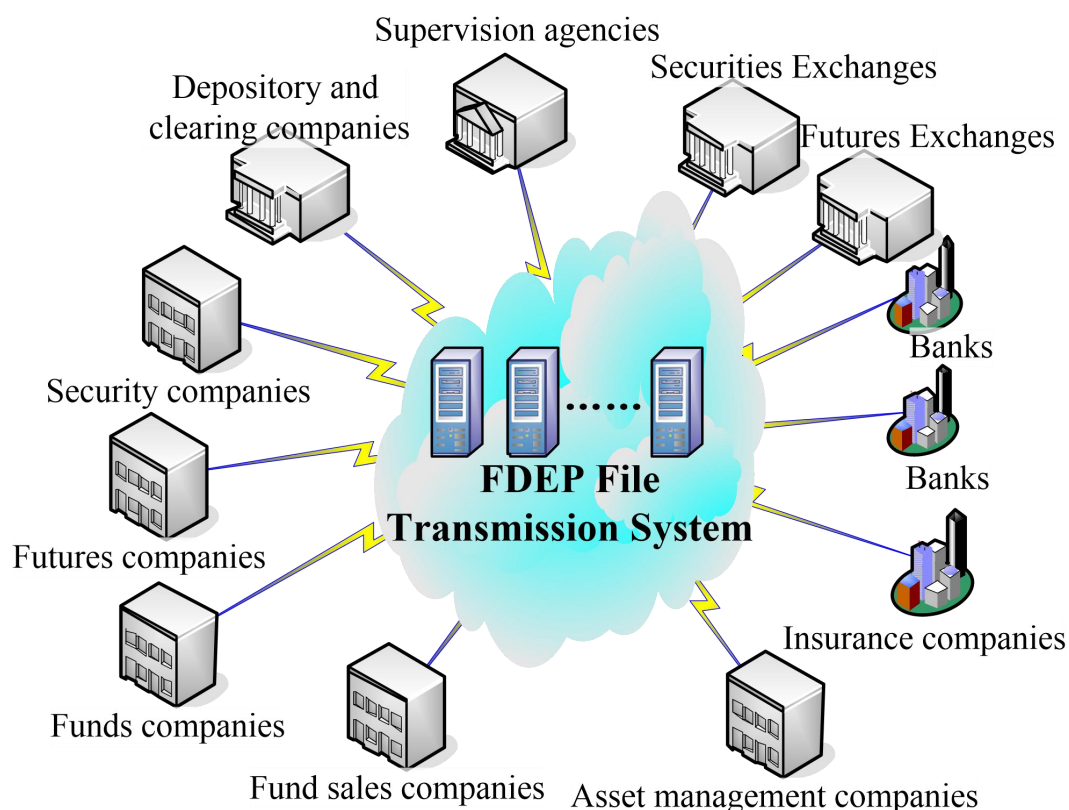 Supervision agencies
Securities Exchanges
Depository and
clearing companies
Futures Exchanges
Banks
Security companies
Banks
FDEP File
Transmission System
Futures companies
Insurance companies
Funds companies
Fund sales companies
Asset management companies
......